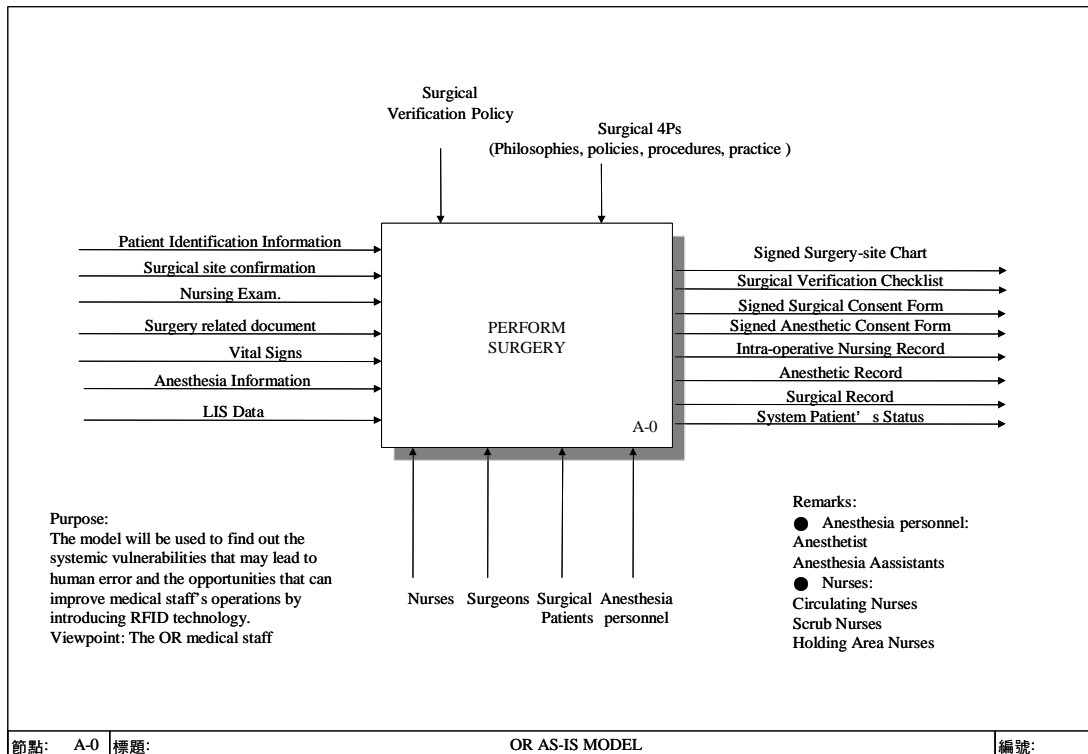 Surgical
Verification Policy
Surgical 4Ps
(Philosophies, policies, procedures, practice )
Patient Identification Information
Surgical site confirmation
Nursing Exam.
Surgery related document
Vital Signs
Anesthesia Information
LIS Data
PERFORM
SURGERY
A-0
Signed Surgery-site Chart
Surgical Verification Checklist
Signed Surgical Consent Form
Signed Anesthetic Consent Form
Intra-operative Nursing Record
Anesthetic Record
Surgical Record
System Patient’ s Status
Nurses
Surgeons
Surgical
Patients
Anesthesia
personnel
Purpose:
The model will be used to find out the
systemic vulnerabilities that may lead to
human error and the opportunities that can
improve medical staff’s operations by
introducing RFID technology.
Viewpoint: The OR medical staff
Remarks:
● Anesthesia personnel:
Anesthetist
Anesthesia Aassistants
● Nurses:
Circulating Nurses
Scrub Nurses
Holding Area Nurses
節點: A-0
標題: OR AS-IS MODEL
編號: